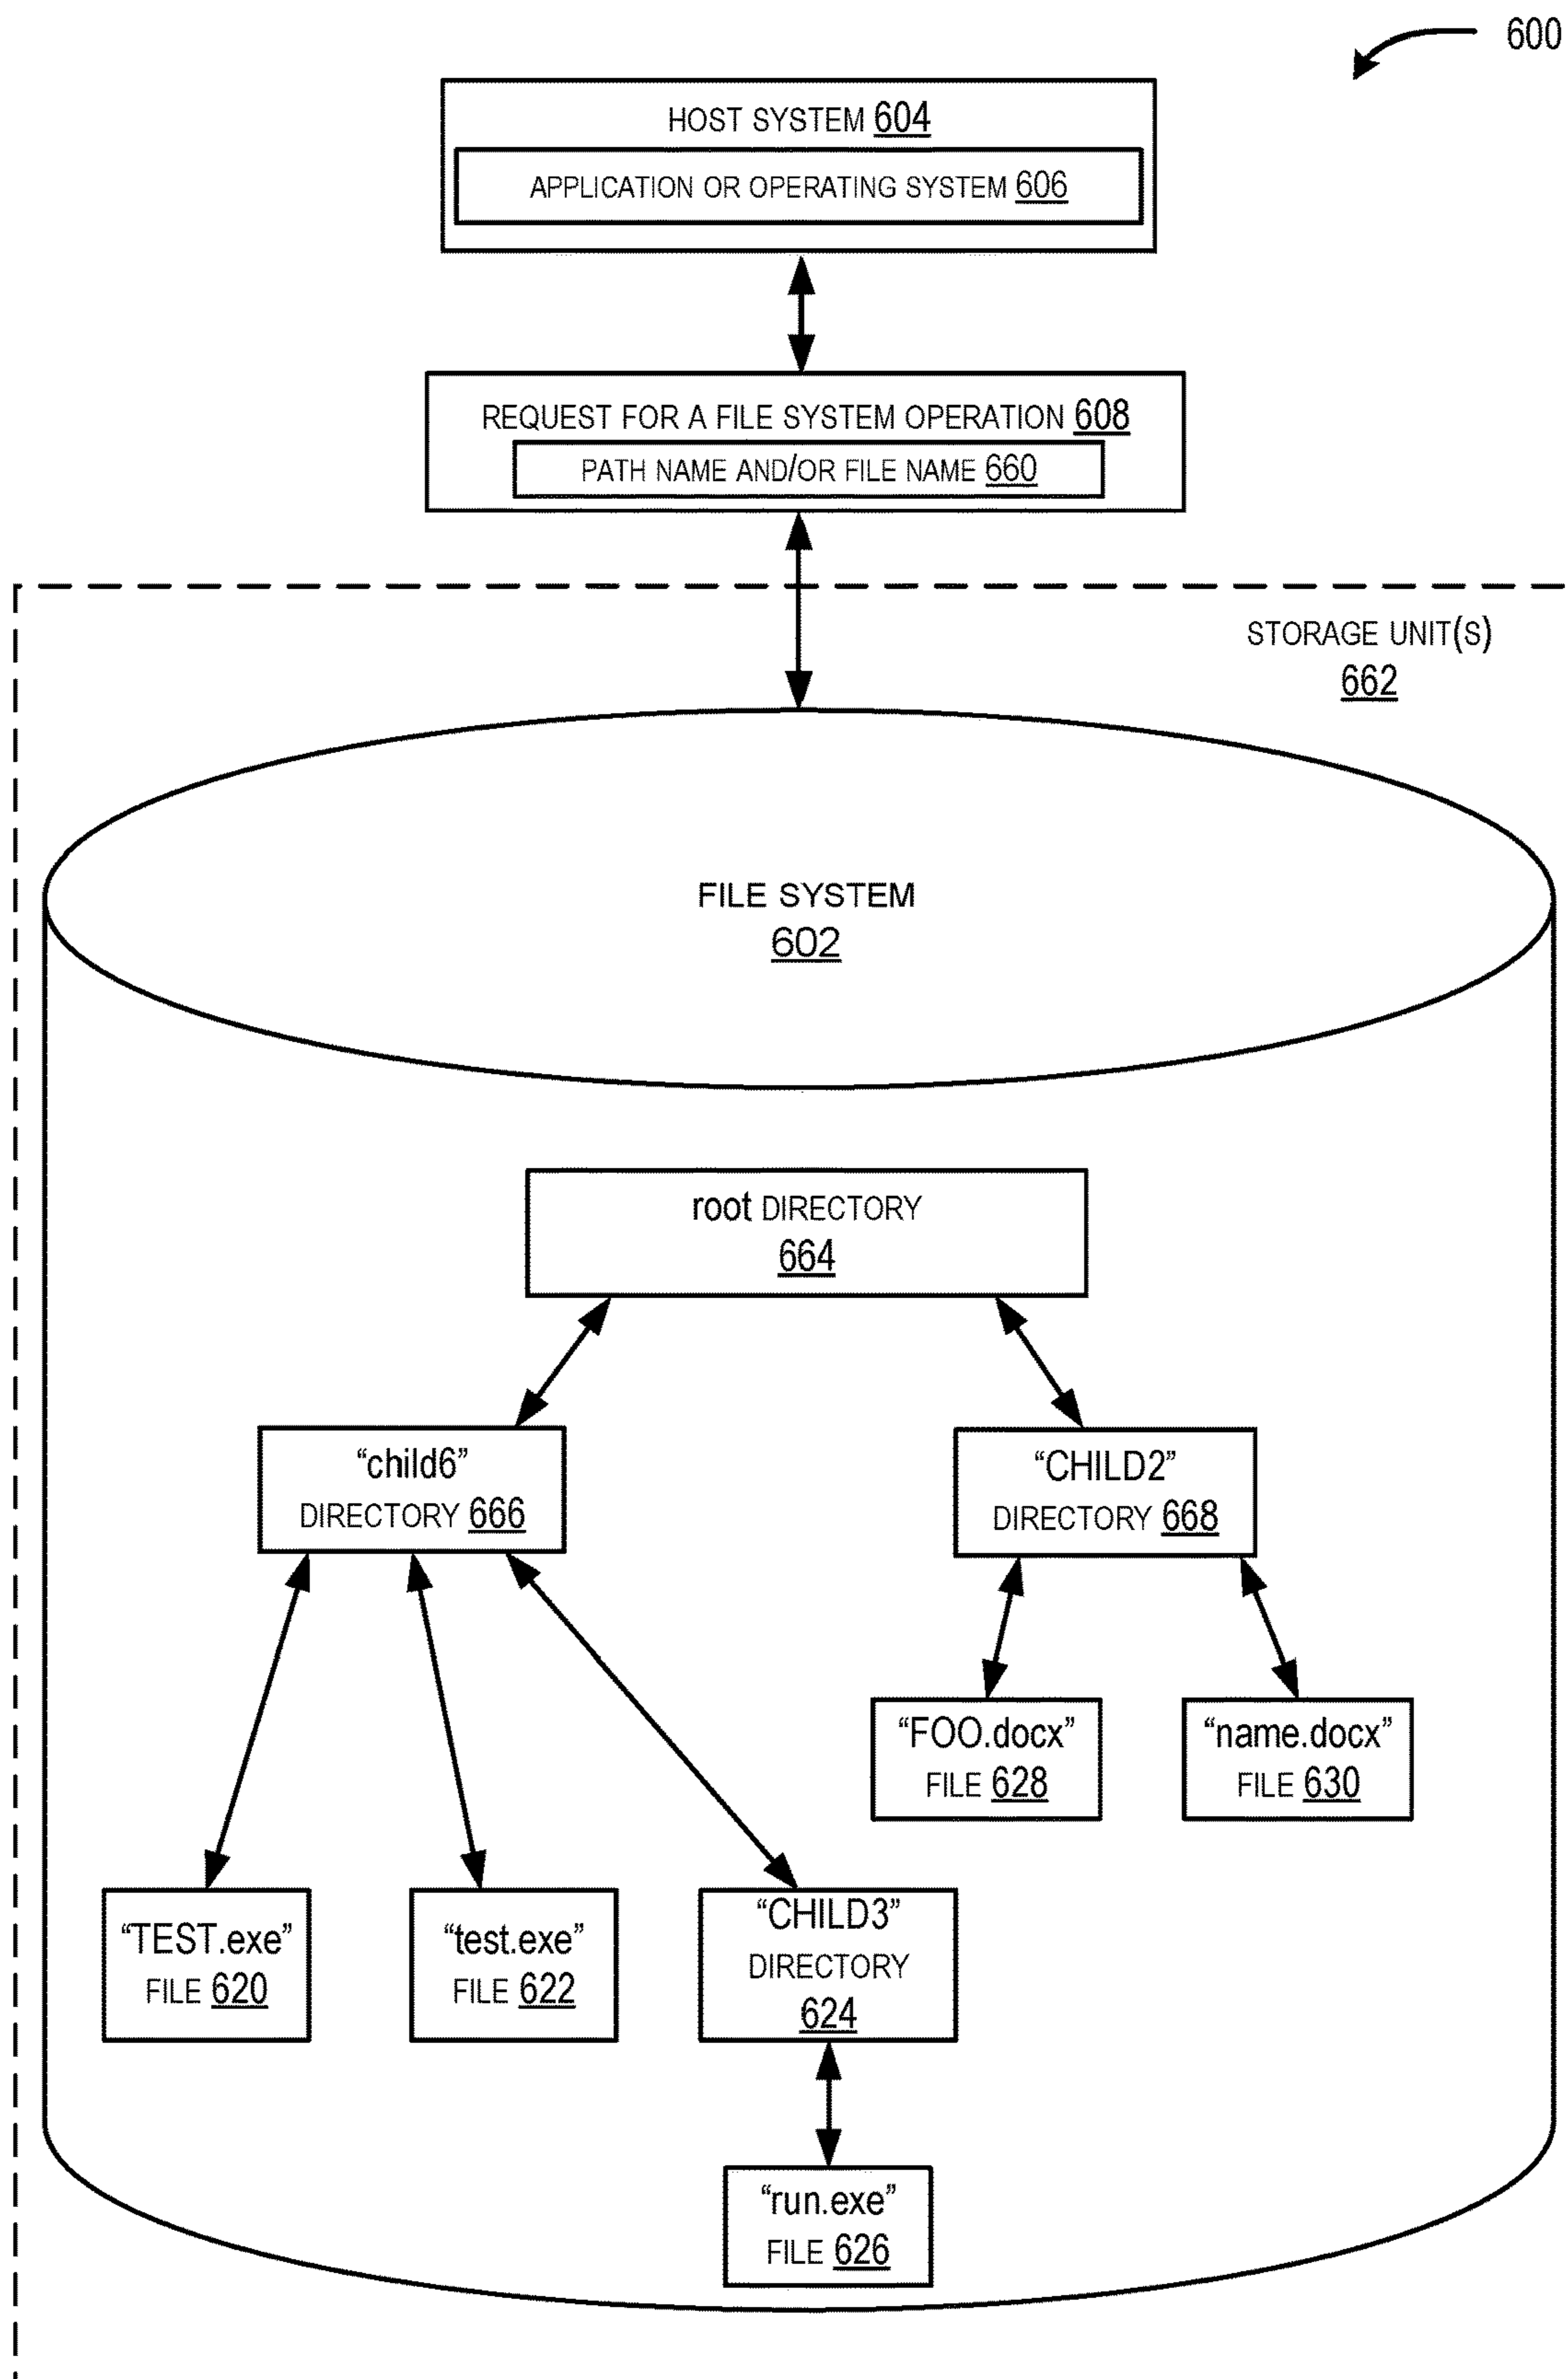 600
HOST SYSTEM 604
APPLICATION OR OPERATING SYSTEM 606
REQUEST FOR A FILE SYSTEM OPERATION 608
PATH NAME AND/OR FILE NAME 660
STORAGE UNIT(S)
662
FILE SYSTEM
602
root DIRECTORY
664
“child6”
DIRECTORY 666
“CHILD2”
DIRECTORY 668
“FOO.docx”
FILE 628
“name.docx”
FILE 630
“TEST.exe”
FILE 620
“test.exe”
FILE 622
“CHILD3”
DIRECTORY
624
“run.exe”
FILE 626